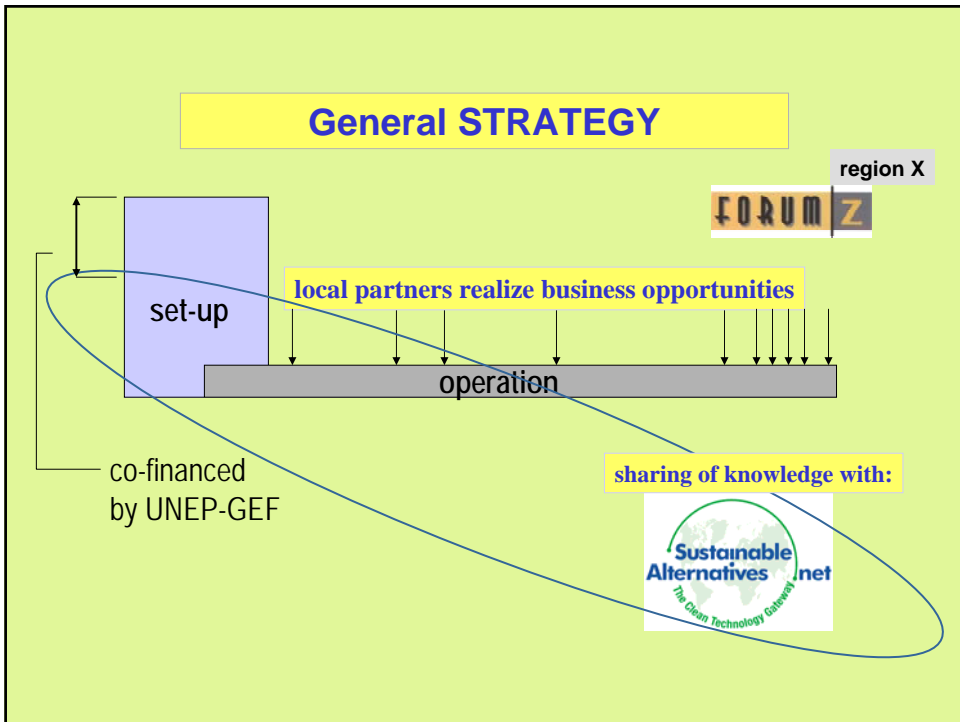 General STRATEGY
region X
FORUM Z
local partners realize business opportunities
set-up
operation
co-financed
by UNEP-GEF
sharing of knowledge with:
Sustainable
Alternatives .net
The Clean Technology Gateway